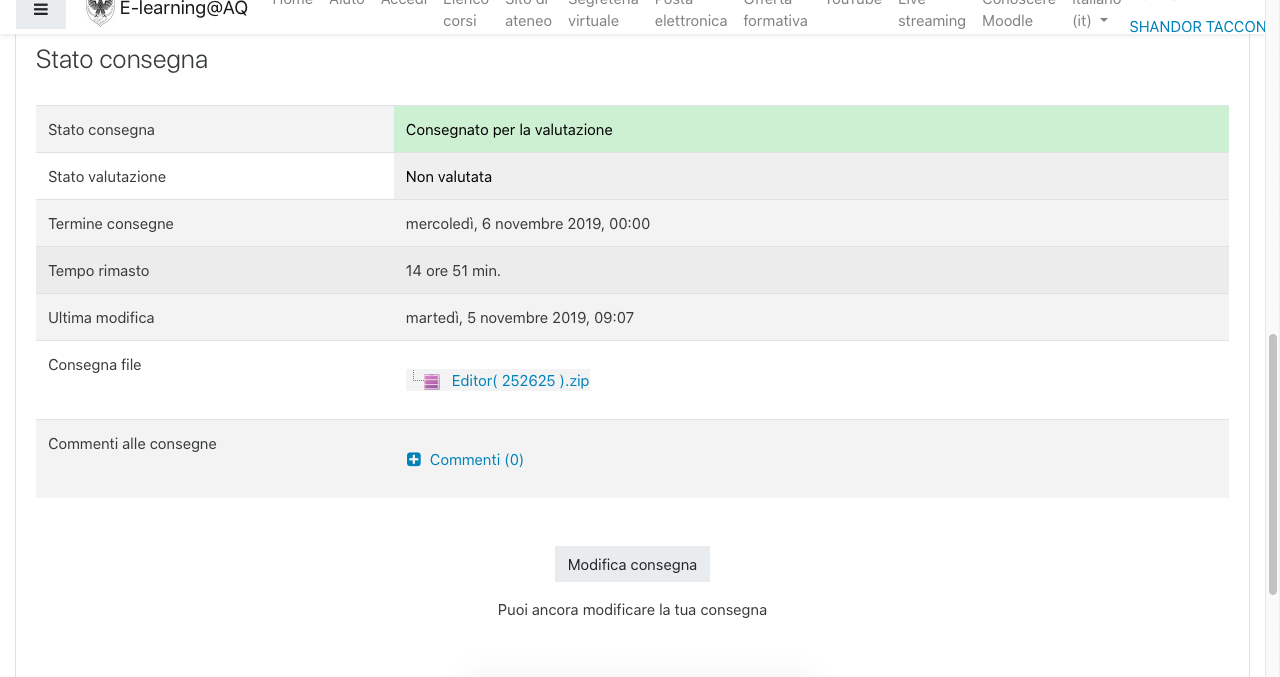 E-learning@AQ
Home Aiuto Accedi Elenco Sito di Segreteria Posta Offerta YouTube Live Conoscere Italiano
corsi ateneo virtuale elettronica formativa streaming Moodle (it)
SHANDOR TACCON
Stato consegna
Stato consegna Consegnato per la valutazione
Stato valutazione Non valutata
Termine consegne mercoledì, 6 novembre 2019, 00:00
Tempo rimasto 14 ore 51 min.
Ultima modifica martedì, 5 novembre 2019, 09:07
Consegna file
Editor( 252625 ).zip
Commenti alle consegne
Commenti (0)
Modifica consegna
Puoi ancora modificare la tua consegna